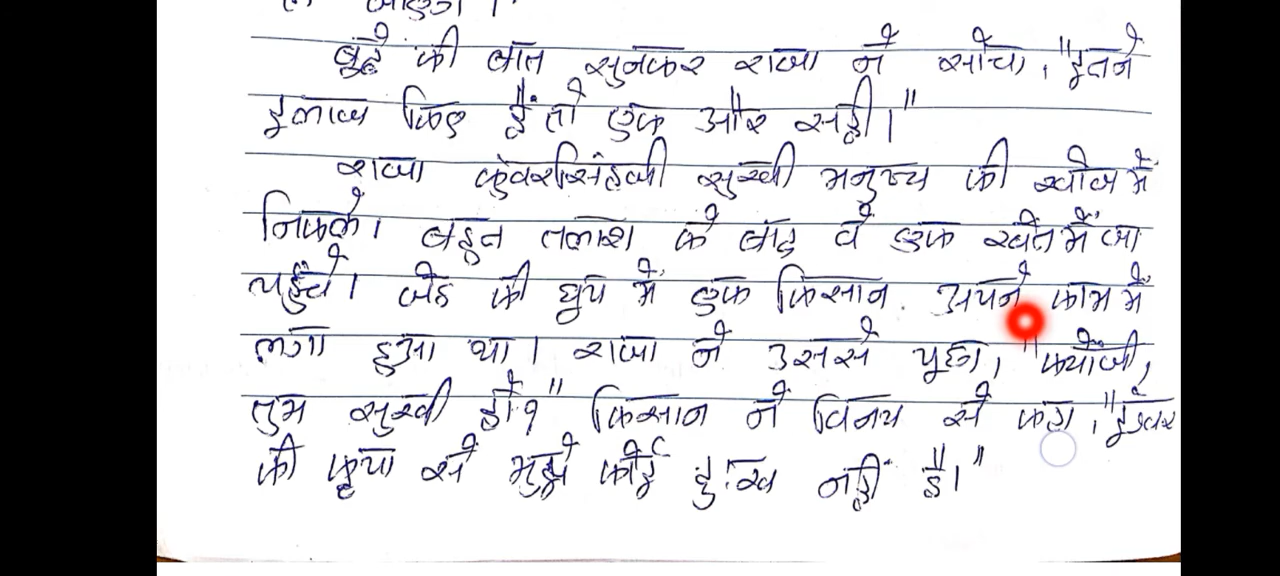 बूढ़े की बात सुनकर राजा ने सोचा, "इतने
इलाज किए हैं तो एक और सही।"
राजा कुंवरसिंहजी सुखी मनुष्य की खोज में
निकले। बहुत तलाश के बाद वे एक खेत में जा
पहुँचे। जेठ की धूप में एक किसान अपने काम में
लगा हुआ था। राजा ने उससे पूछा, "क्योंजी,
तुम सुखी हो?" किसान ने विनय से कहा, "ईश्वर
की कृपा से मुझे कोई दुःख नहीं है।"